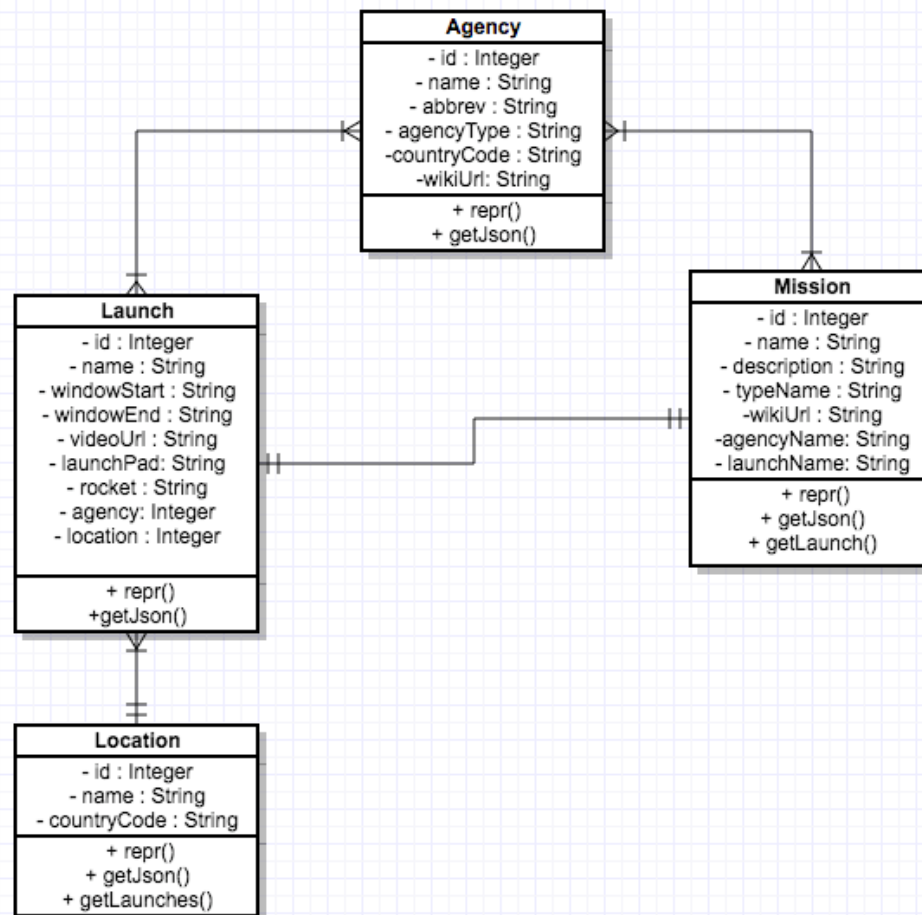 Agency
- id : Integer
- name : String
- abbrev : String
- agencyType : String
-countryCode : String
-wikiUrl: String
+ repr()
+ getJson()
Launch
- id : Integer
- name : String
- windowStart : String
- windowEnd : String
- videoUrl : String
- launchPad: String
- rocket : String
- agency: Integer
- location : Integer
+ repr()
+getJson()
Mission
- id : Integer
- name : String
- description : String
- typeName : String
-wikiUrl : String
-agencyName: String
- launchName: String
+ repr()
+ getJson()
+ getLaunch()
Location
- id : Integer
- name : String
- countryCode : String
+ repr()
+ getJson()
+ getLaunches()